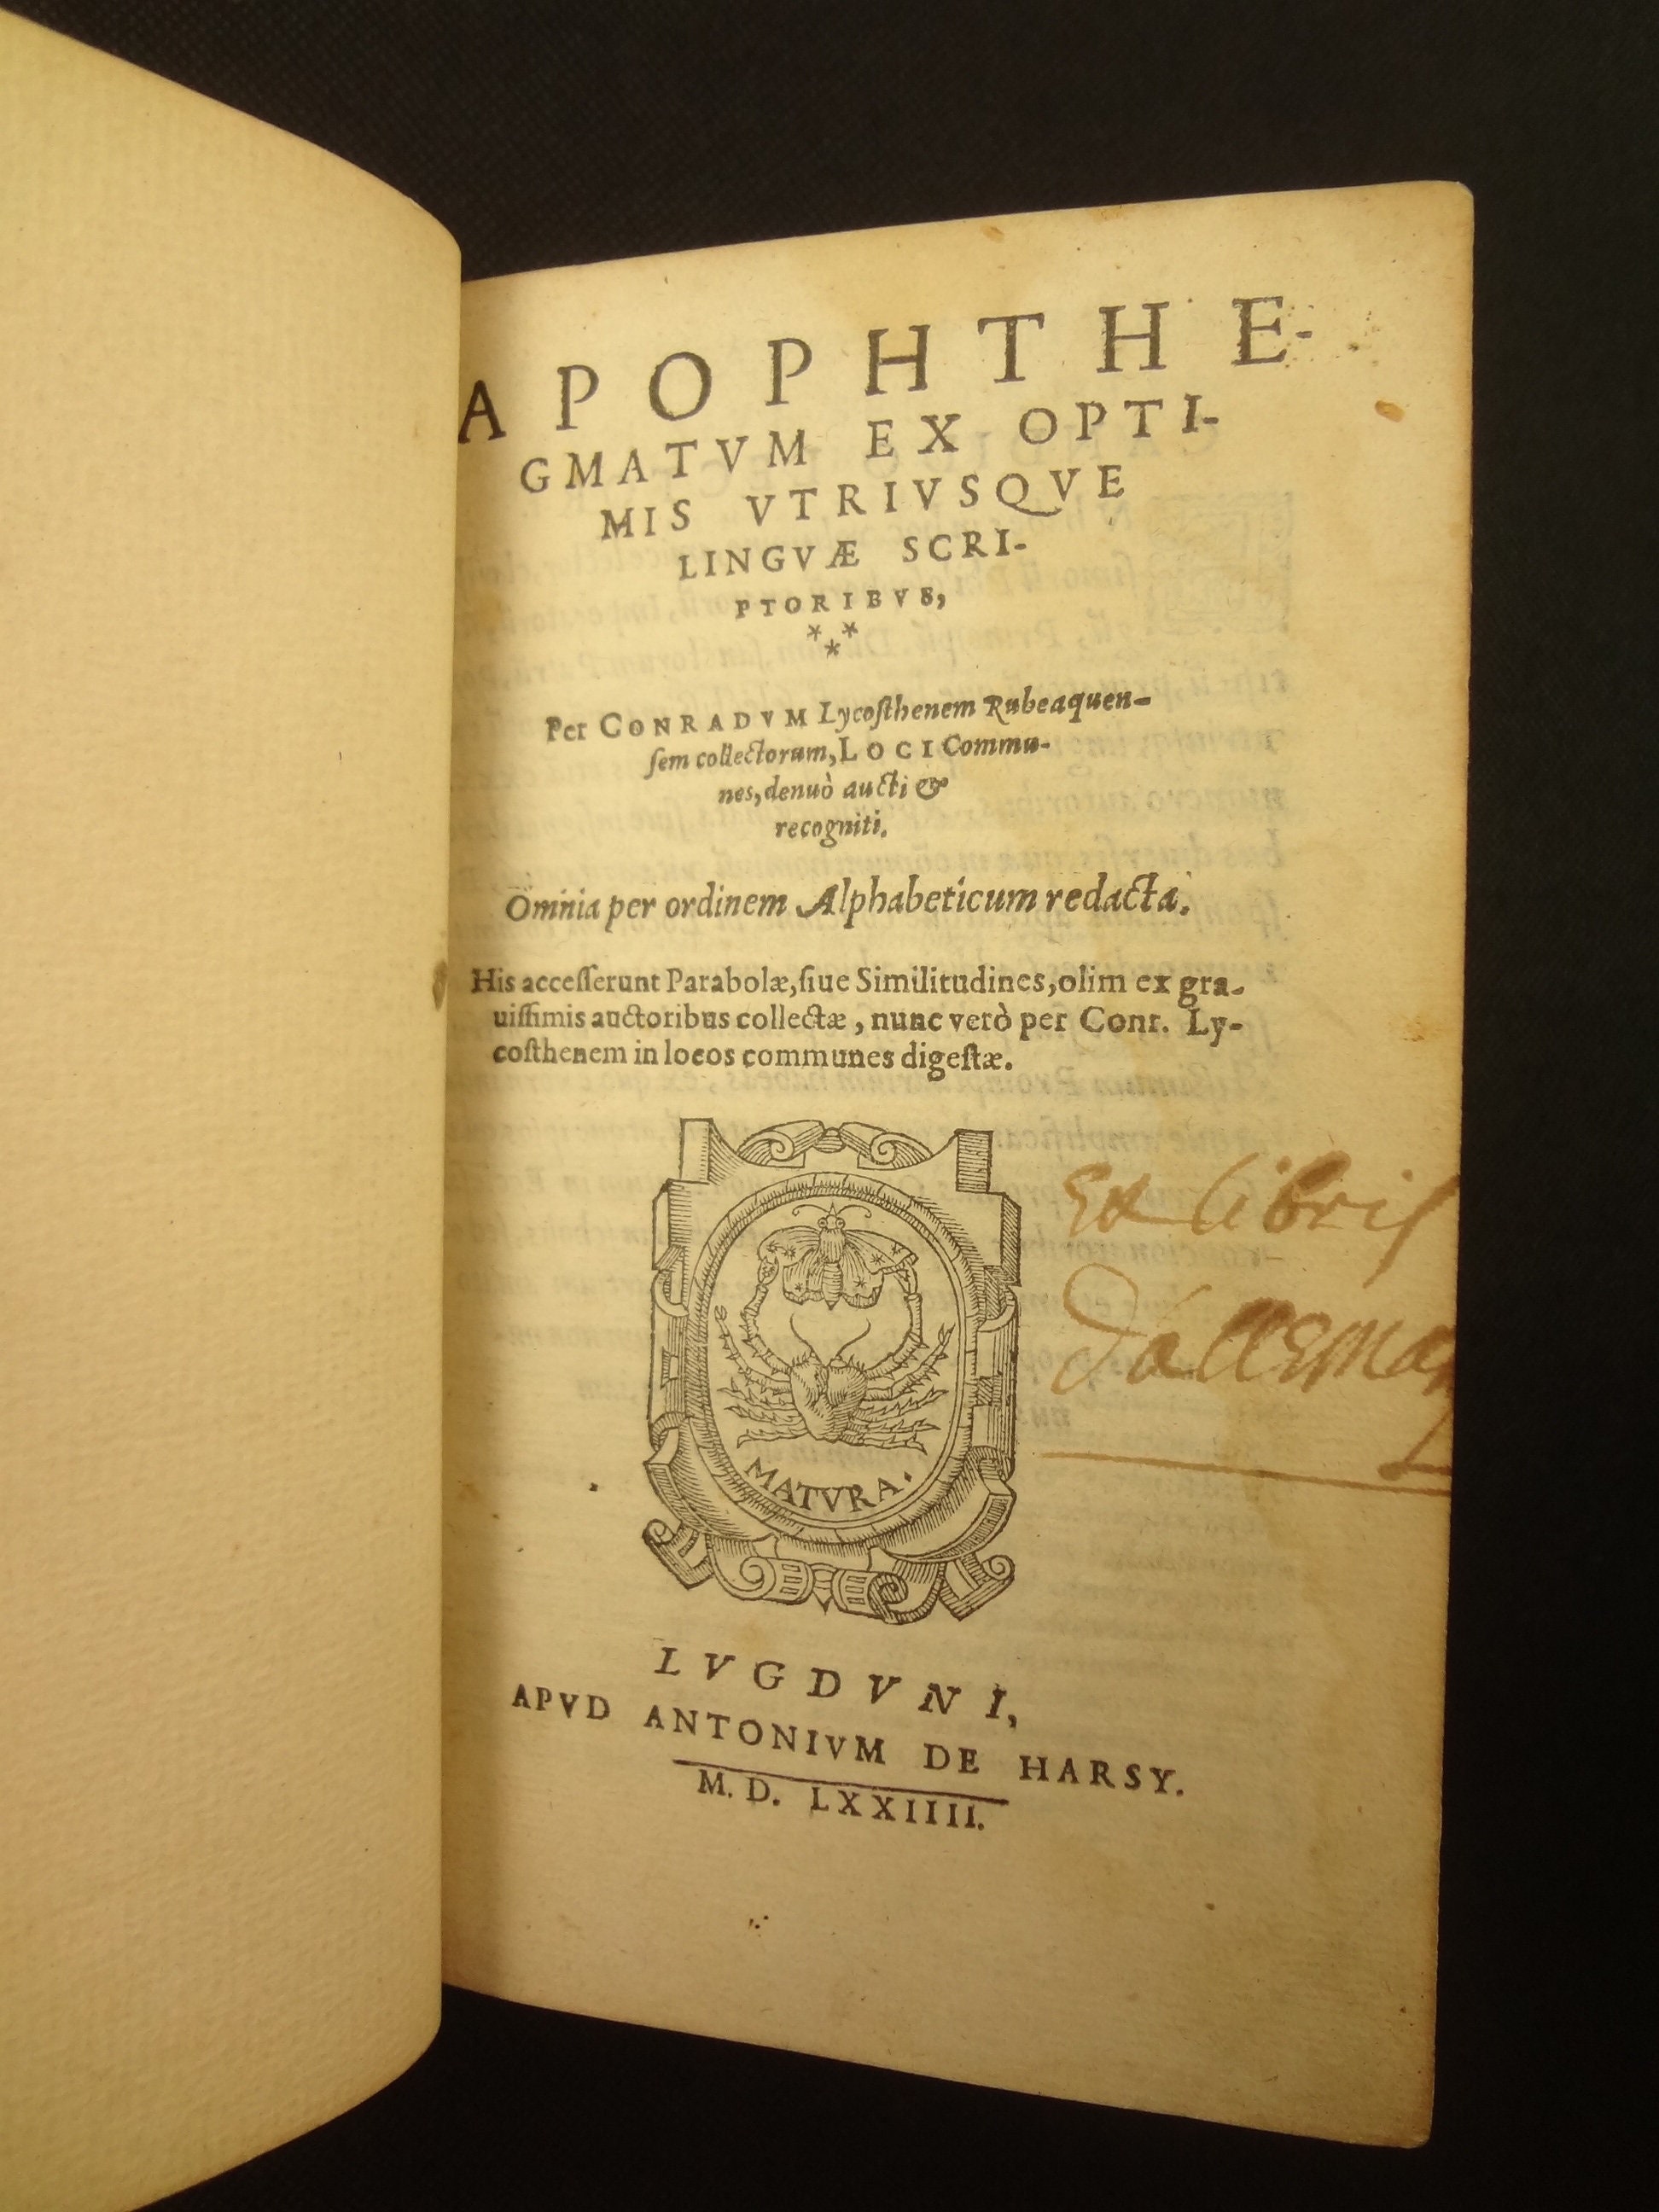 APOPHTHE-
GMATVM EX OPTI-
MIS VTRIVSQVE
LINGVÆ SCRI-
PTORIBVS,
***
Per CONRADVM Lycoſthenem Rubeaquen-
ſem collectorum, LOCI Commu-
nes, denuò aucti &
recogniti.
Omnia per ordinem Alphabeticum redacta.
His acceſſerunt Parabolæ, ſiue Similitudines, olim ex gra-
uiſſimis auctoribus collectæ, nunc verò per Conr. Ly-
coſthenem in locos communes digeſtæ.
Ex libris
MATVRA.
LVGDVNI,
APVD ANTONIVM DE HARSY.
M. D. LXXIIII.